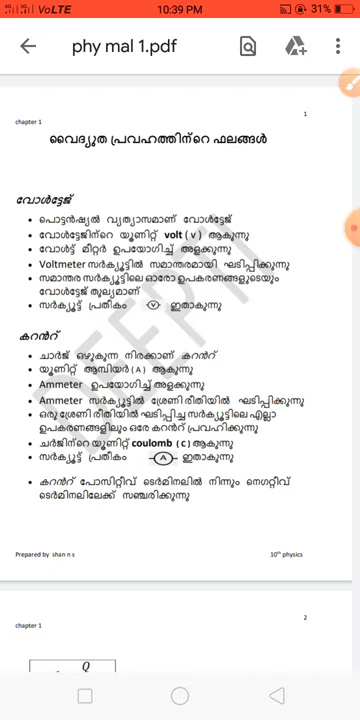 4G 3G VoLTE 10:39 PM 31%
phy mal 1.pdf
1
chapter 1
വൈദ്യുത പ്രവഹത്തിന്റെ ഫലങ്ങൾ
വോൾട്ടേജ്
• പൊട്ടൻഷ്യൽ വ്യത്യാസമാണ് വോൾട്ടേജ്
• വോൾട്ടേജിന്റെ യൂണിറ്റ് volt ( v ) ആകുന്നു
• വോൾട്ട് മീറ്റർ ഉപയോഗിച്ച് അളക്കുന്നു
• Voltmeter സർക്യൂട്ടിൽ സമാന്തരമായി ഘടിപ്പിക്കുന്നു
• സമാന്തര സർക്യൂട്ടിലെ ഓരോ ഉപകരണങ്ങളുടെയും
വോൾട്ടേജ് തുല്യമാണ്
• സർക്യൂട്ട് പ്രതീകം V ഇതാകുന്നു
കറന്റ്
• ചാർജ് ഒഴുകുന്ന നിരക്കാണ് കറന്റ്
• യൂണിറ്റ് ആമ്പിയർ ( A ) ആകുന്നു
• Ammeter ഉപയോഗിച്ച് അളക്കുന്നു
• Ammeter സർക്യൂട്ടിൽ ശ്രേണി രീതിയിൽ ഘടിപ്പിക്കുന്നു
• ഒരു ശ്രേണി രീതിയിൽ ഘടിപ്പിച്ച സർക്യൂട്ടിലെ എല്ലാ
ഉപകരണങ്ങളിലും ഒരേ കറന്റ് പ്രവഹിക്കുന്നു
• ചർജിന്റെ യൂണിറ്റ് coulomb ( C ) ആകുന്നു
• സർക്യൂട്ട് പ്രതീകം A ഇതാകുന്നു
• കറന്റ് പോസിറ്റീവ് ടെർമിനലിൽ നിന്നും നെഗറ്റീവ്
ടെർമിനലിലേക്ക് സഞ്ചരിക്കുന്നു
DEEPTI
Prepared by shan n s 10th physics
2
chapter 1
Q